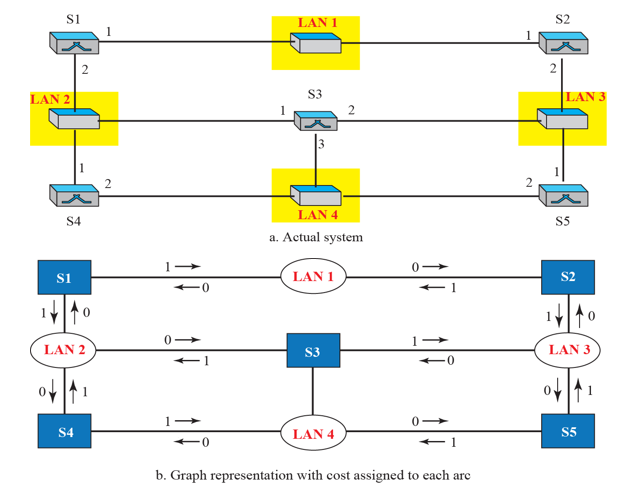 S1 LAN 1 S2
1 1
2 2
LAN 2 S3 LAN 3
1 2
3
1 1
2 2
S4 LAN 4 S5
a. Actual system
S1 1 LAN 1 0 S2
0 1
1 0 1 0
LAN 2 0 S3 1 LAN 3
1 0
0 1 0 1
S4 1 LAN 4 0 S5
0 1
b. Graph representation with cost assigned to each arc